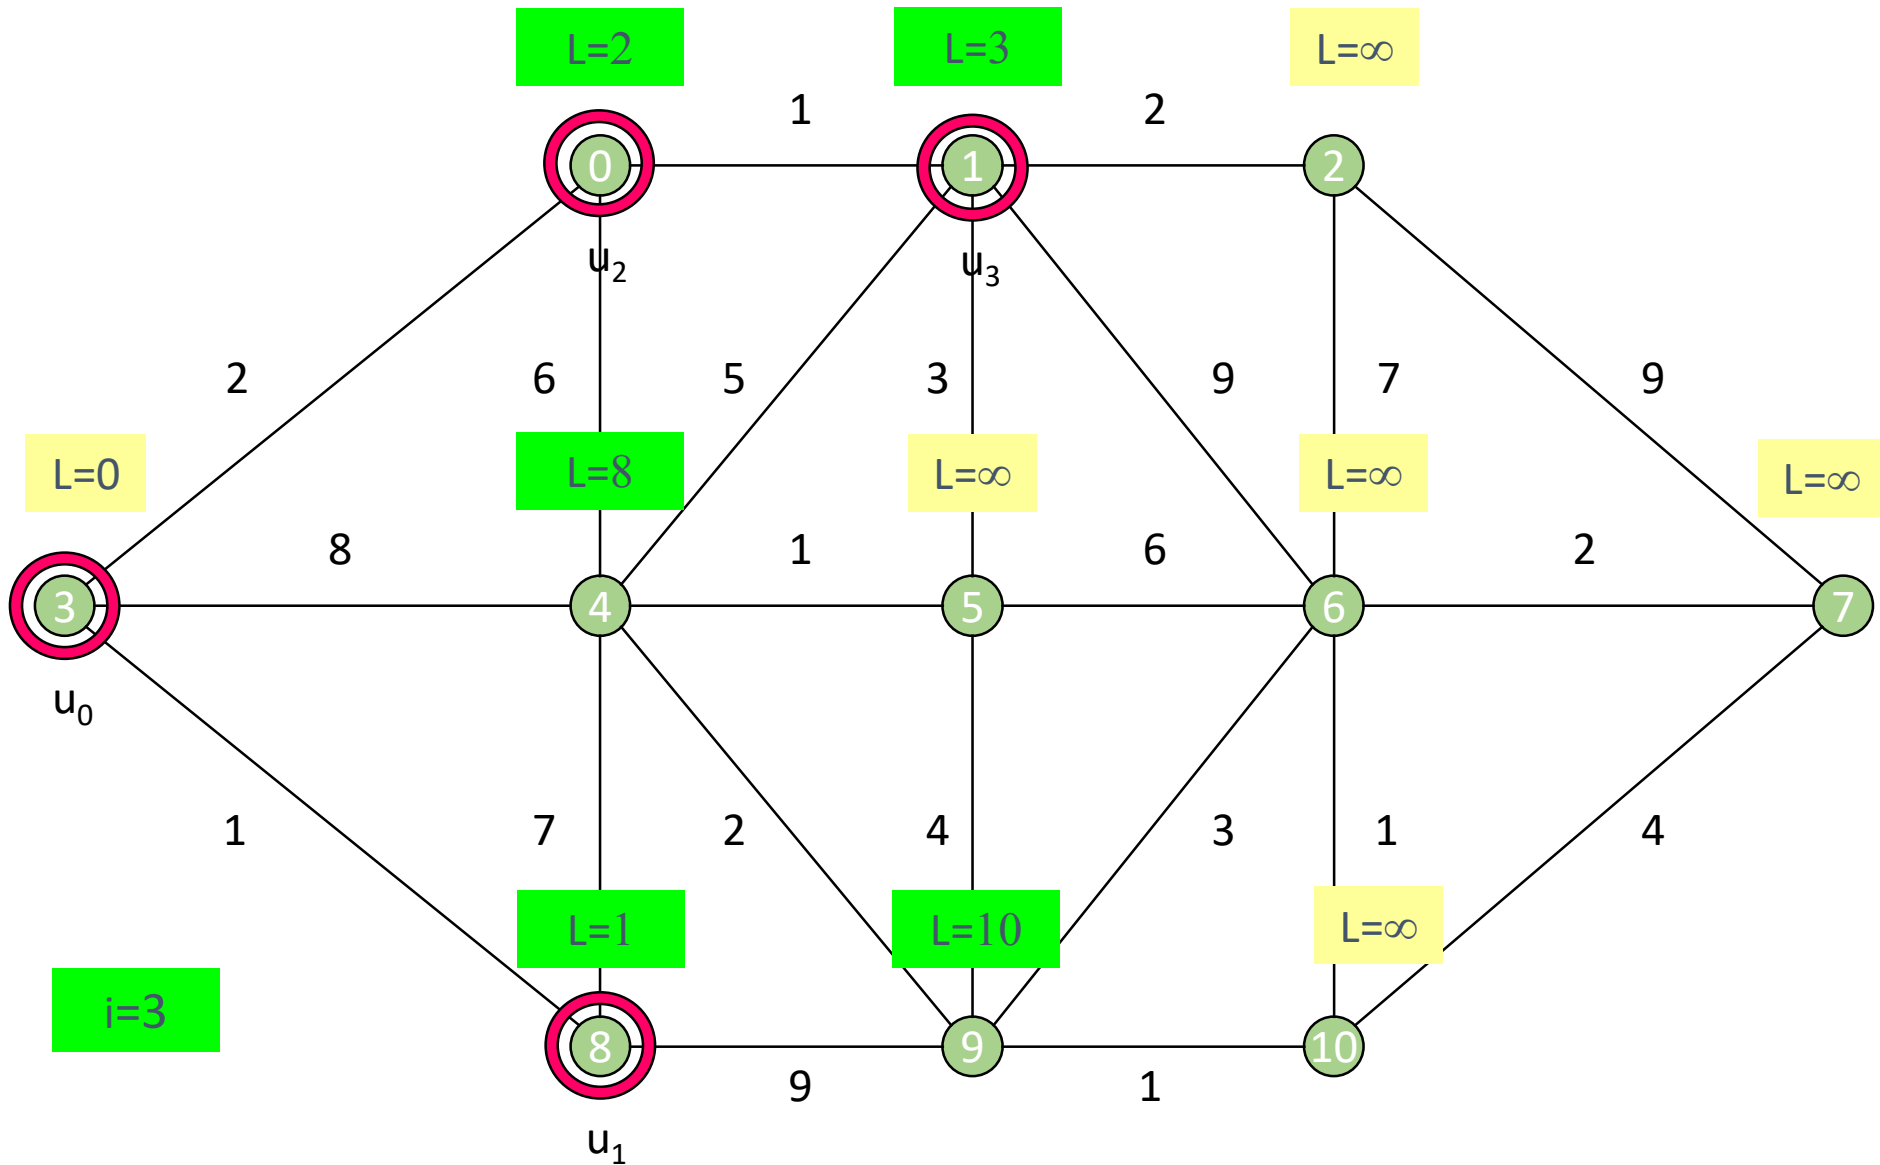 L=2 L=3 L=∞
1 2
0 1 2
u2 u3
2 6 5 3 9 7 9
L=0 L=8 L=∞ L=∞ L=∞
8 1 6 2
3 4 5 6 7
u0
1 7 2 4 3 1 4
L=1 L=10 L=∞
i=3
8 9 10
9 1
u1